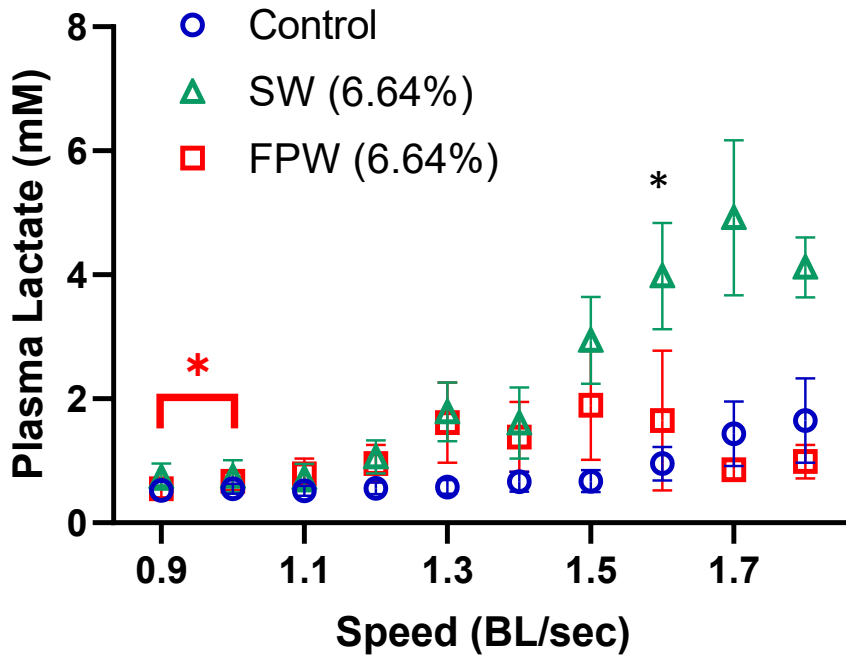 Control
SW (6.64%)
FPW (6.64%)
Plasma Lactate (mM)
8
6
4
2
0
*
*
0.9 1.1 1.3 1.5 1.7
Speed (BL/sec)